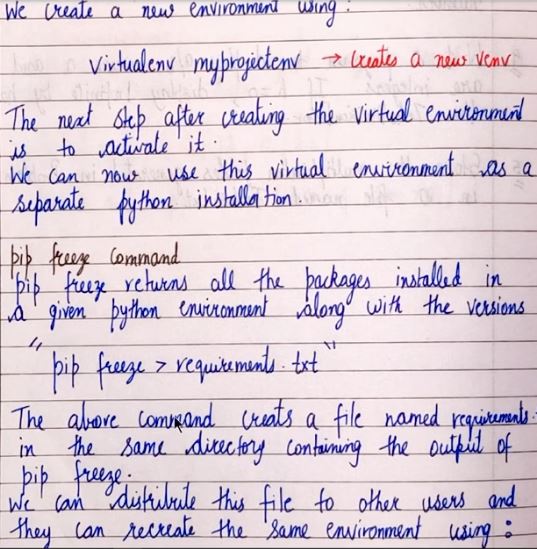 We create a new environment using:
virtualenv myprojectenv → creates a new venv
The next step after creating the virtual environment
is to activate it.
We can now use this virtual environment as a
separate python installation.
pip freeze command
pip freeze returns all the packages installed in
a given python environment along with the versions
"pip freeze > requirements.txt"
The above command creats a file named requirements.
in the same directory containing the output of
pip freeze.
We can distribute this file to other users and
they can recreate the same environment using: